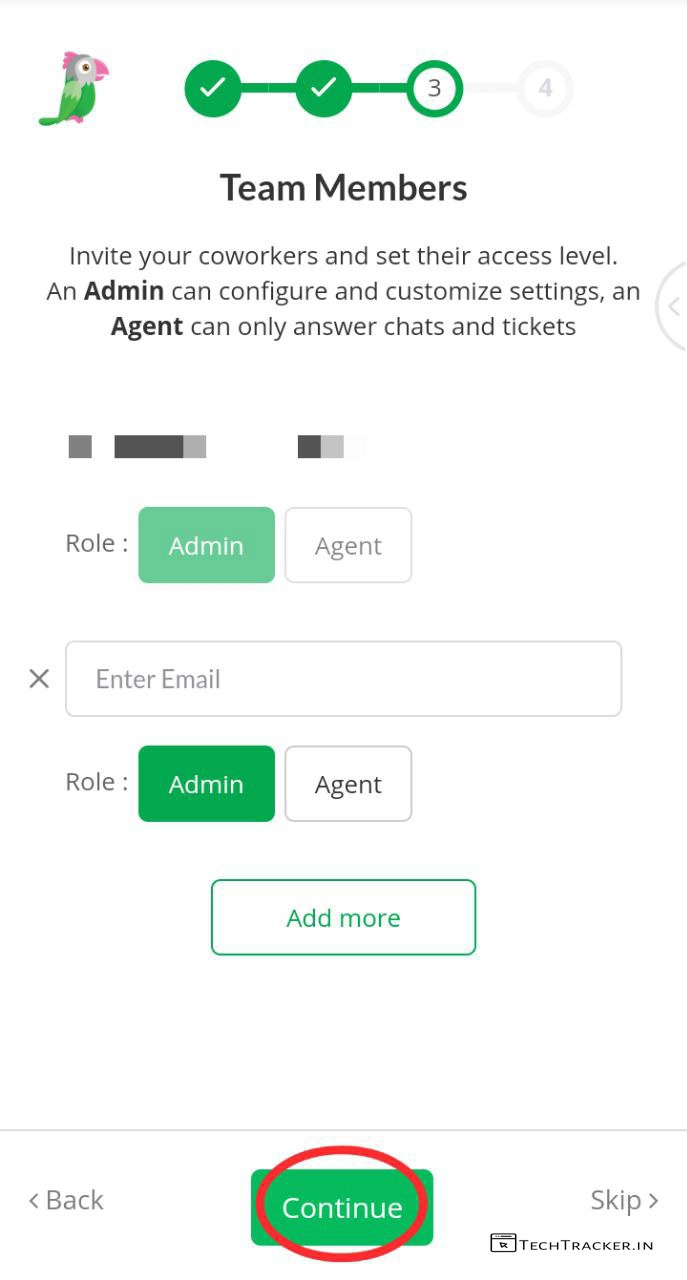 3
4
Team Members
Invite your coworkers and set their access level.
An Admin can configure and customize settings, an
Agent can only answer chats and tickets
Role : Admin Agent
Enter Email
Role : Admin Agent
Add more
Back Continue Skip
TECHTRACKER.IN